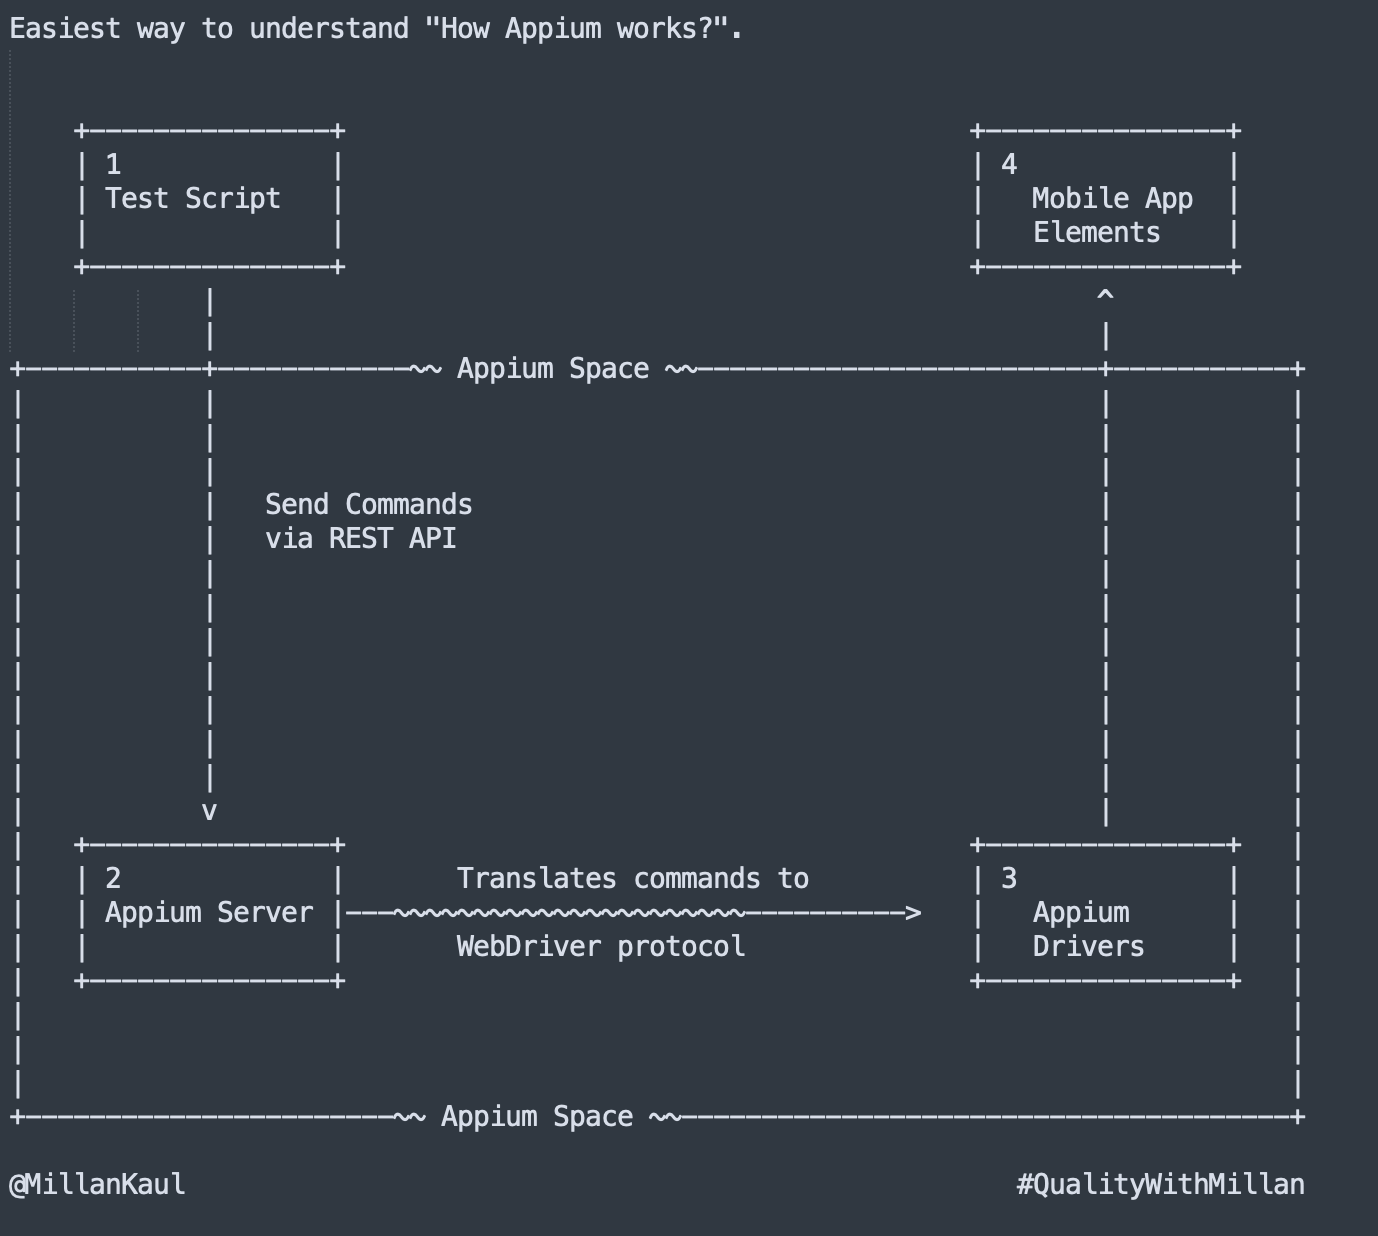 Easiest way to understand "How Appium works?".
1
Test Script
4
Mobile App
Elements
~~ Appium Space ~~
Send Commands
via REST API
2
Appium Server
Translates commands to
WebDriver protocol
3
Appium
Drivers
~~ Appium Space ~~
@MillanKaul
#QualityWithMillan